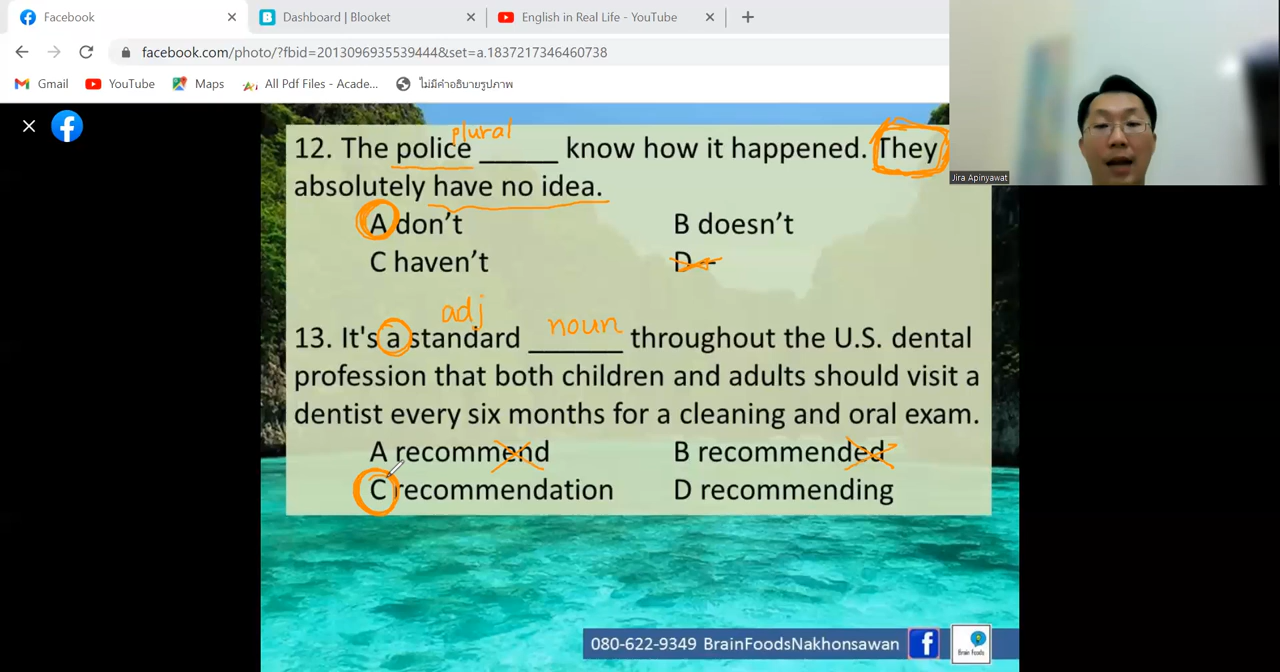 Facebook
Dashboard | Blooket
English in Real Life - YouTube
facebook.com/photo/?fbid=2013096935539444&set=a.1837217346460738
Gmail YouTube Maps All Pdf Files - Acade... ไม่มีคำอธิบายรูปภาพ
Jira Apinyawat
plural
12. The police _____ know how it happened. They
absolutely have no idea.
A don't B doesn't
C haven't D -
adj noun
13. It's a standard ______ throughout the U.S. dental
profession that both children and adults should visit a
dentist every six months for a cleaning and oral exam.
A recommend B recommended
C recommendation D recommending
080-622-9349 BrainFoodsNakhonsawan
Brain Foods